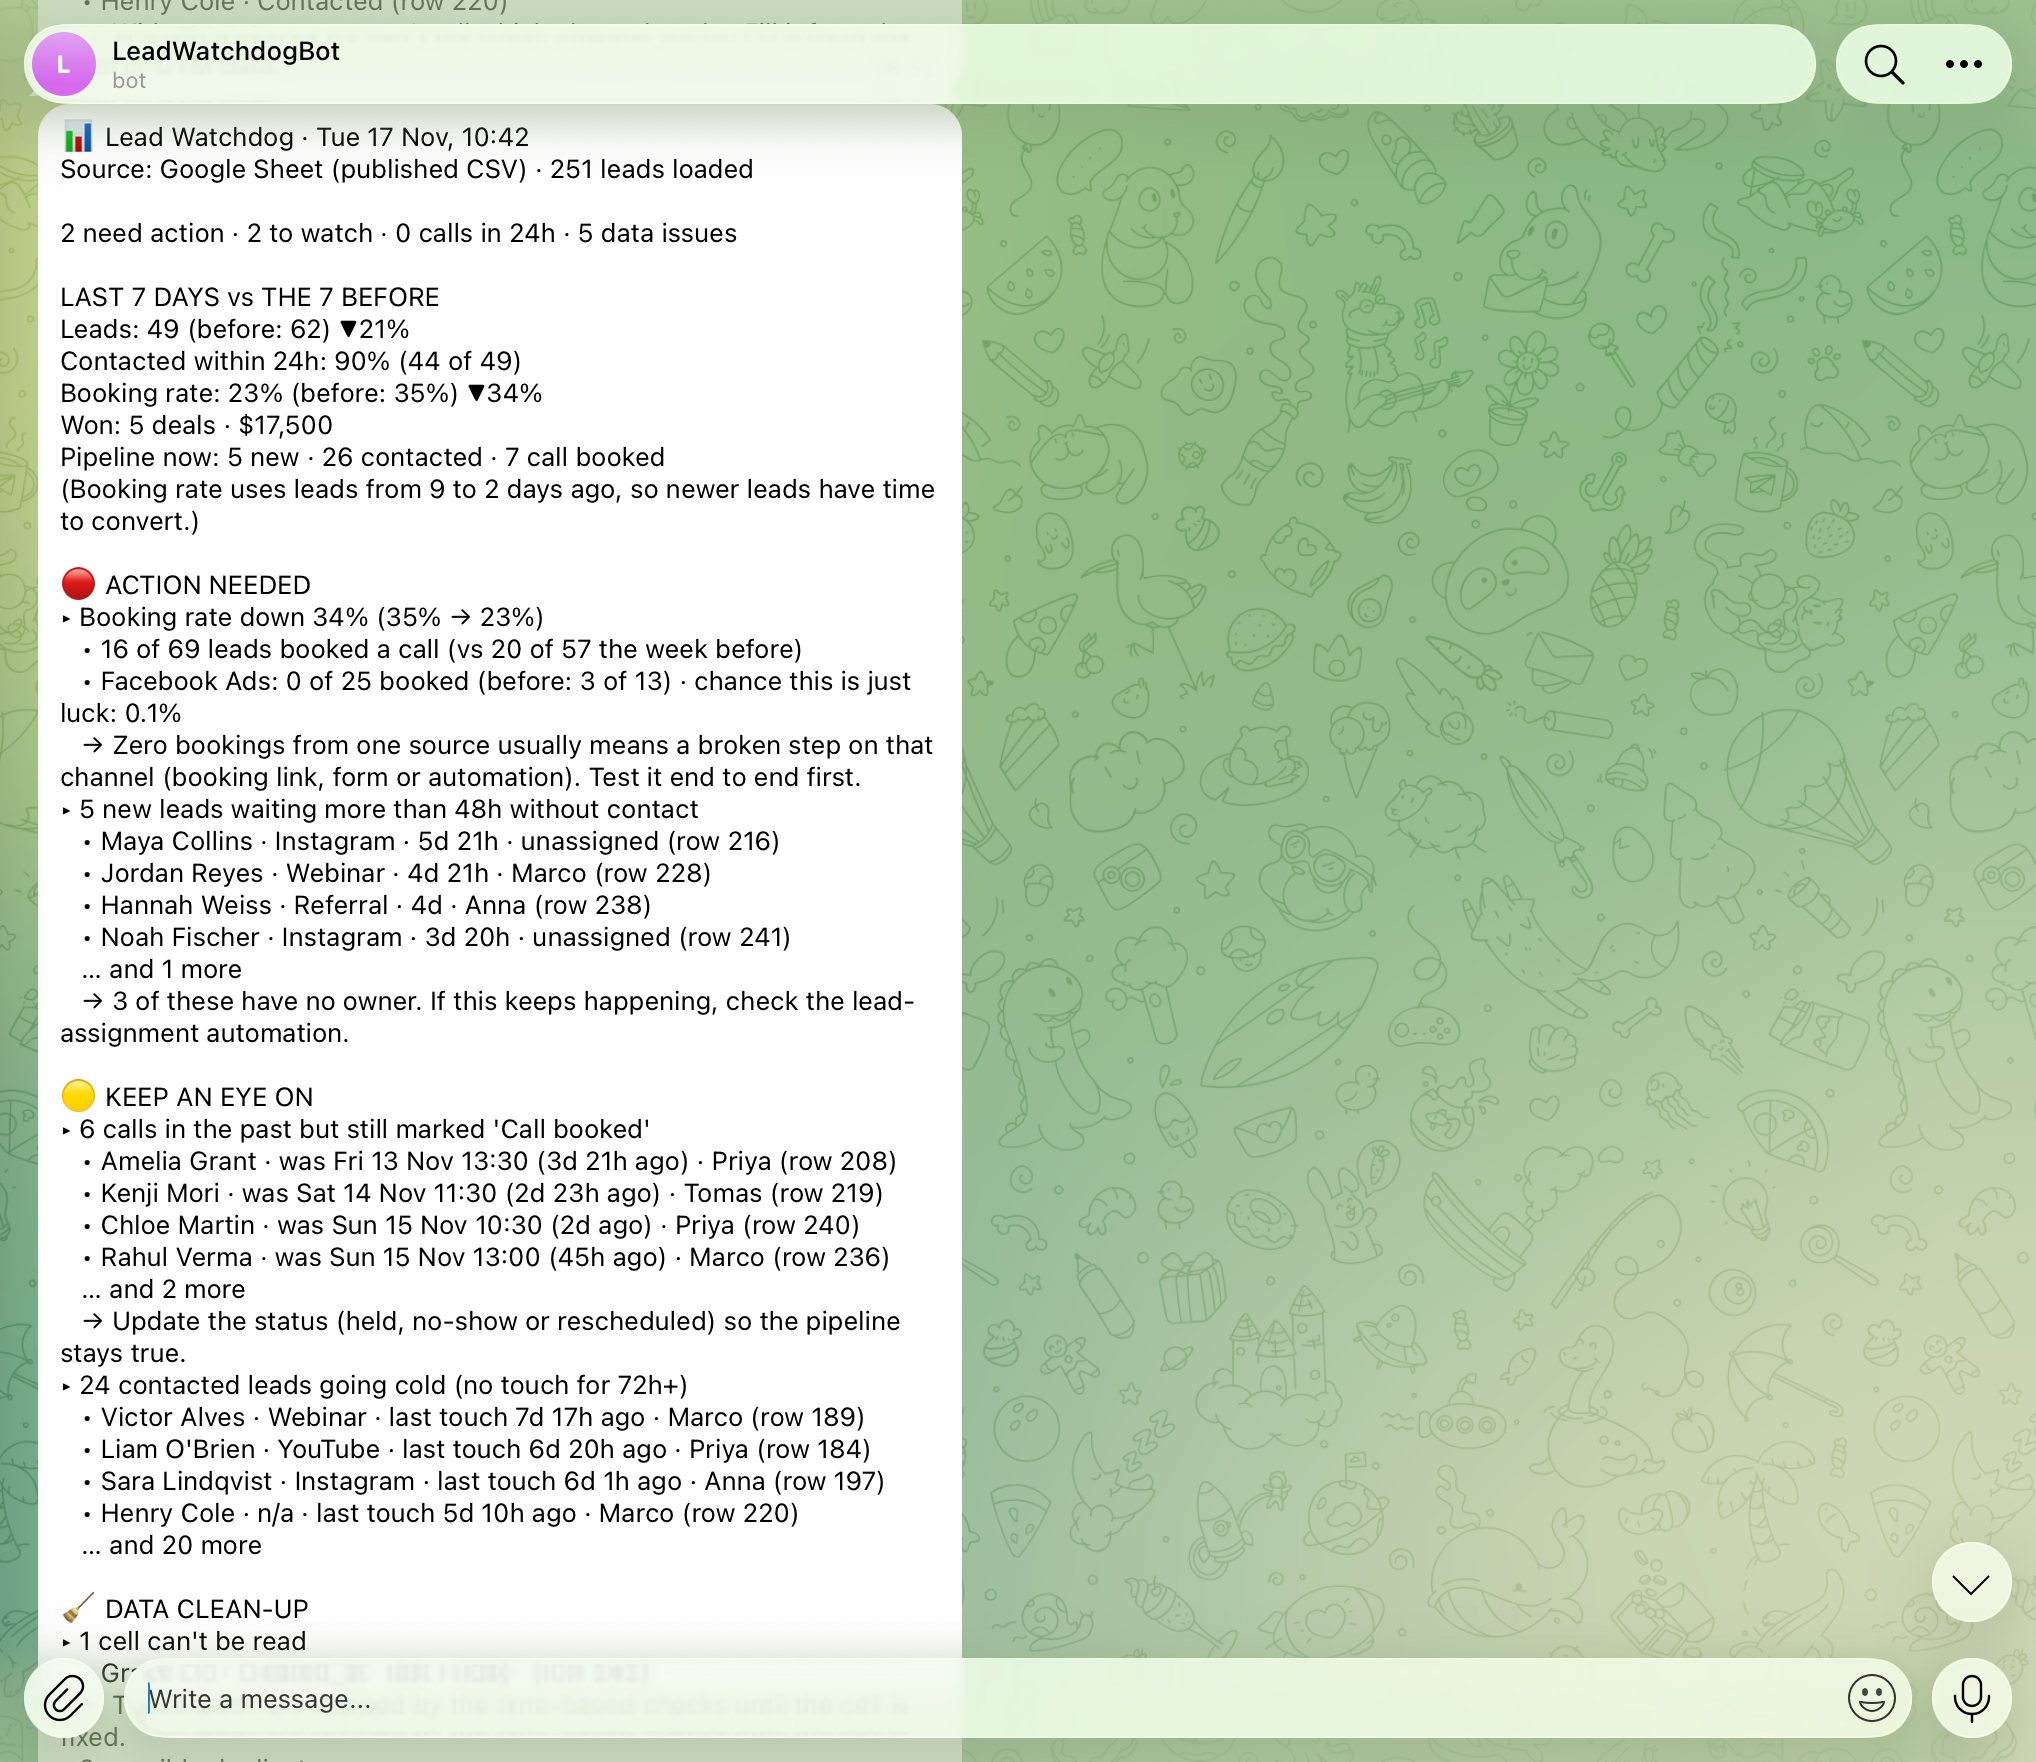 • Henry Cole · Contacted (row 220)
LeadWatchdogBot
L
bot
📊 Lead Watchdog · Tue 17 Nov, 10:42
Source: Google Sheet (published CSV) · 251 leads loaded
2 need action · 2 to watch · 0 calls in 24h · 5 data issues
LAST 7 DAYS vs THE 7 BEFORE
Leads: 49 (before: 62) ▼21%
Contacted within 24h: 90% (44 of 49)
Booking rate: 23% (before: 35%) ▼34%
Won: 5 deals · $17,500
Pipeline now: 5 new · 26 contacted · 7 call booked
(Booking rate uses leads from 9 to 2 days ago, so newer leads have time
to convert.)
🔴 ACTION NEEDED
▸ Booking rate down 34% (35% → 23%)
• 16 of 69 leads booked a call (vs 20 of 57 the week before)
• Facebook Ads: 0 of 25 booked (before: 3 of 13) · chance this is just
luck: 0.1%
→ Zero bookings from one source usually means a broken step on that
channel (booking link, form or automation). Test it end to end first.
▸ 5 new leads waiting more than 48h without contact
• Maya Collins · Instagram · 5d 21h · unassigned (row 216)
• Jordan Reyes · Webinar · 4d 21h · Marco (row 228)
• Hannah Weiss · Referral · 4d · Anna (row 238)
• Noah Fischer · Instagram · 3d 20h · unassigned (row 241)
… and 1 more
→ 3 of these have no owner. If this keeps happening, check the lead-
assignment automation.
🟡 KEEP AN EYE ON
▸ 6 calls in the past but still marked 'Call booked'
• Amelia Grant · was Fri 13 Nov 13:30 (3d 21h ago) · Priya (row 208)
• Kenji Mori · was Sat 14 Nov 11:30 (2d 23h ago) · Tomas (row 219)
• Chloe Martin · was Sun 15 Nov 10:30 (2d ago) · Priya (row 240)
• Rahul Verma · was Sun 15 Nov 13:00 (45h ago) · Marco (row 236)
… and 2 more
→ Update the status (held, no-show or rescheduled) so the pipeline
stays true.
▸ 24 contacted leads going cold (no touch for 72h+)
• Victor Alves · Webinar · last touch 7d 17h ago · Marco (row 189)
• Liam O'Brien · YouTube · last touch 6d 20h ago · Priya (row 184)
• Sara Lindqvist · Instagram · last touch 6d 1h ago · Anna (row 197)
• Henry Cole · n/a · last touch 5d 10h ago · Marco (row 220)
… and 20 more
🧹 DATA CLEAN-UP
▸ 1 cell can't be read
Write a message...
fixed.